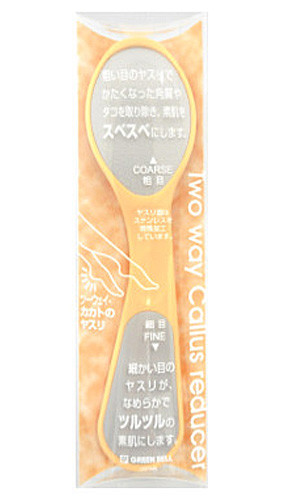 粗い目のヤスリで
かたくなった角質や
タコを取り除き、素肌を
スベスベにします。
▲
COARSE
粗目
ヤスリ部は
ステンレスを
特殊加工
しています。
Two way Callus reducer
ツーウェイ・
カカトの
ヤスリ
細目
FINE
▼
細かい目の
ヤスリが、
なめらかで
ツルツルの
素肌にします。
GREEN BELL